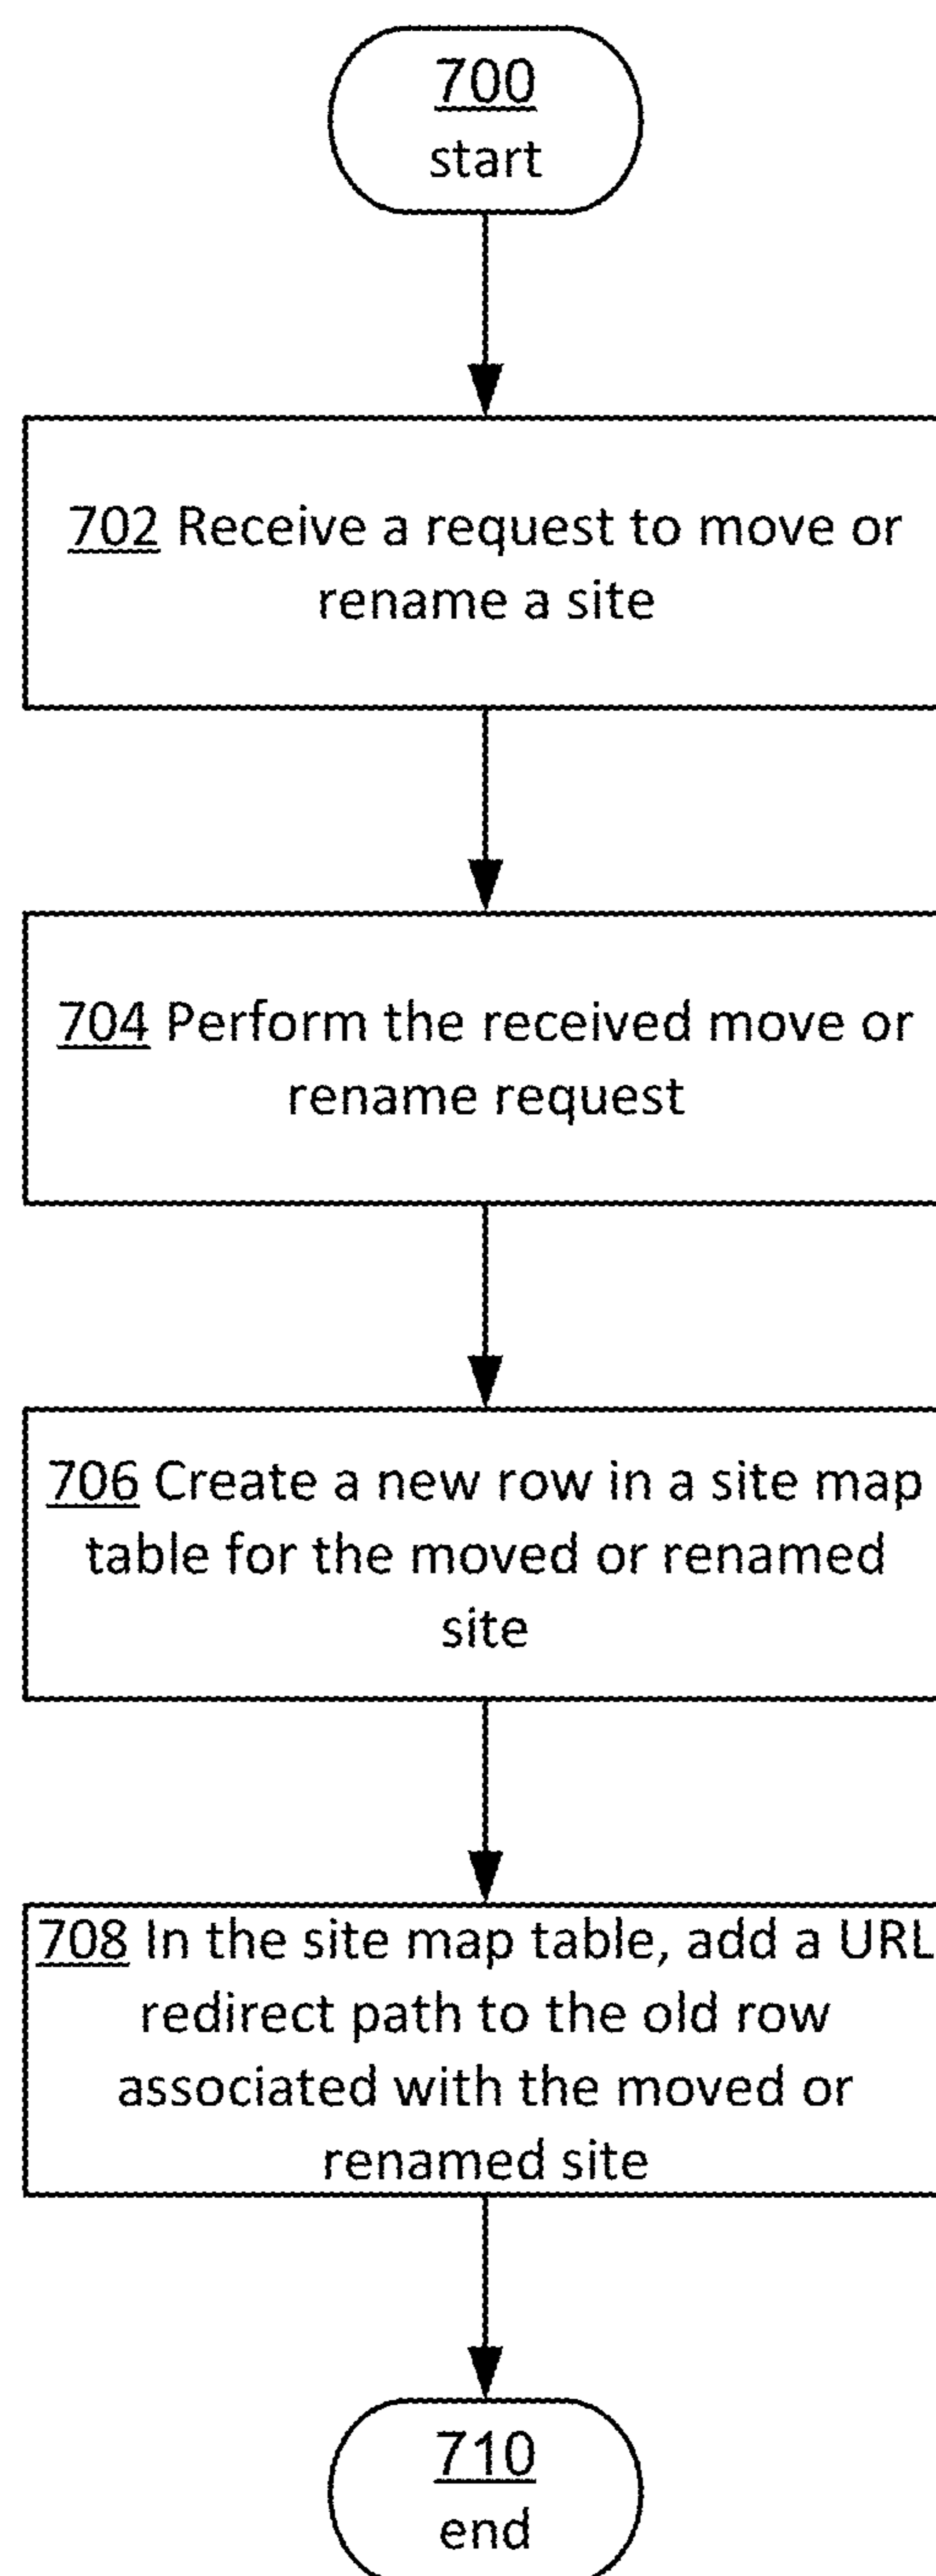 700
start
702 Receive a request to move or
rename a site
704 Perform the received move or
rename request
706 Create a new row in a site map
table for the moved or renamed
site
708 In the site map table, add a URL
redirect path to the old row
associated with the moved or
renamed site
710
end